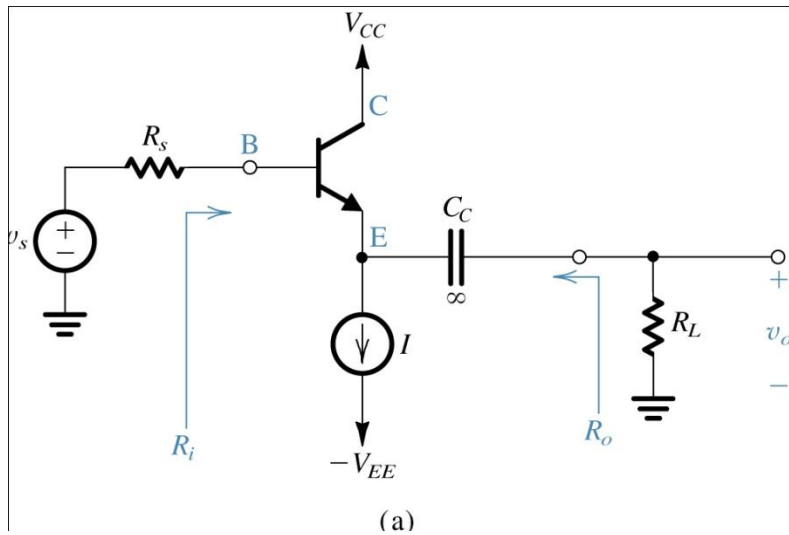 V_CC
C
R_s
B
C_C
v_s
+
−
E
∞
+
I
R_L
v_o
−
R_i
R_o
−V_EE
(a)